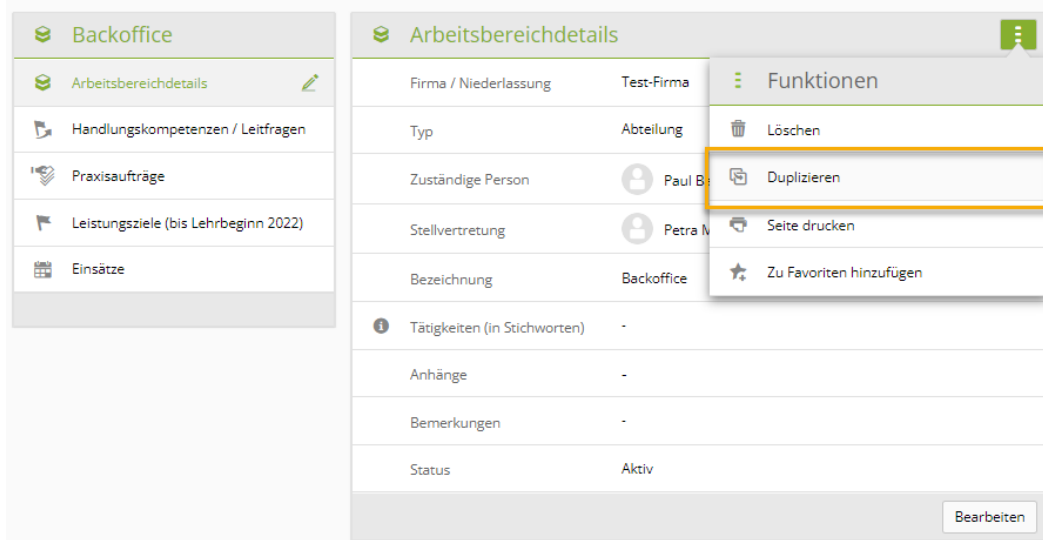 Backoffice
Arbeitsbereichdetails
Handlungskompetenzen / Leitfragen
Praxisaufträge
Leistungsziele (bis Lehrbeginn 2022)
Einsätze
Arbeitsbereichdetails
Firma / Niederlassung Test-Firma
Typ Abteilung
Zuständige Person Paul
Stellvertretung Petra
Bezeichnung Backoffice
Tätigkeiten (in Stichworten) -
Anhänge -
Bemerkungen -
Status Aktiv
Bearbeiten
Funktionen
Löschen
Duplizieren
Seite drucken
Zu Favoriten hinzufügen